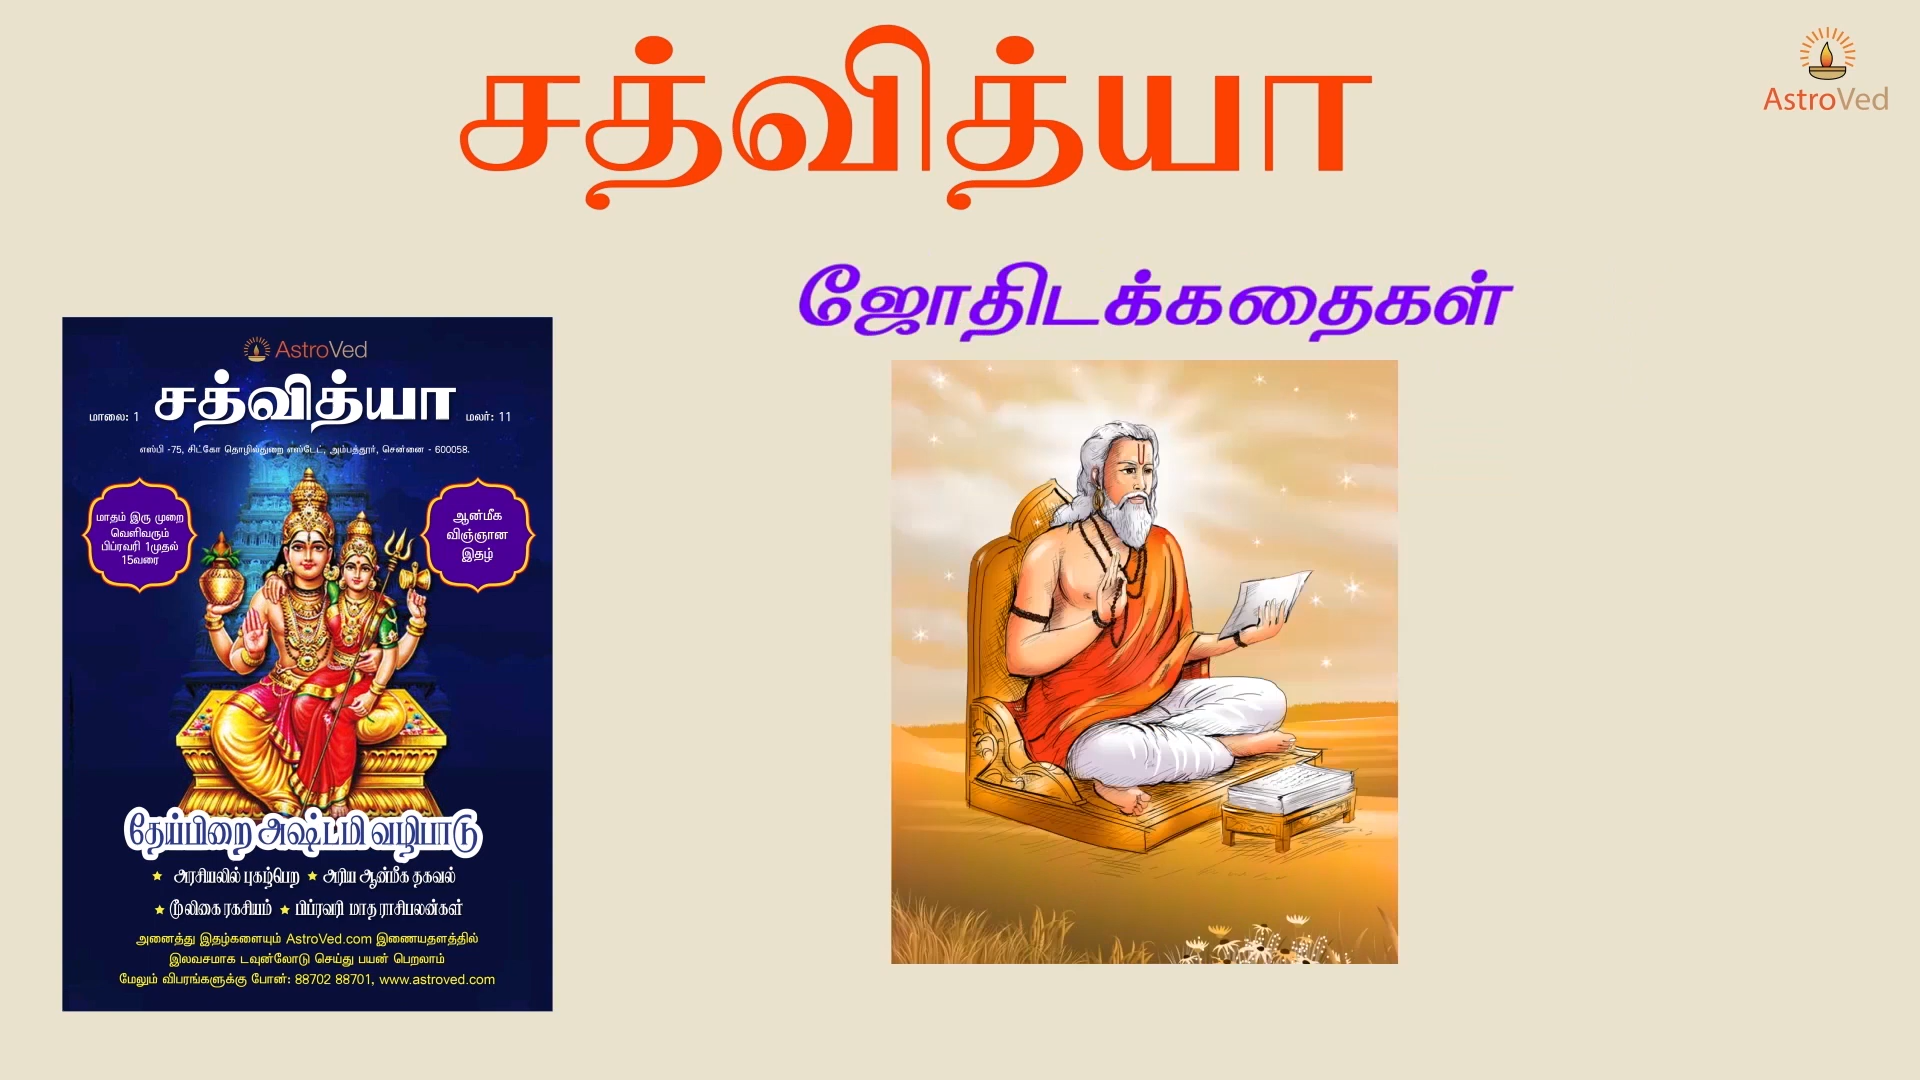 சத்வித்யா
AstroVed
ஜோதிடக்கதைகள்
AstroVed
மாலை: 1 சத்வித்யா மலர்: 11
எஸ்பி -75, சிட்கோ தொழில்துறை எஸ்டேட், அம்பத்தூர், சென்னை - 600058.
மாதம் இரு முறை
வெளிவரும்
பிப்ரவரி 1முதல்
15வரை
ஆன்மீக
விஞ்ஞான
இதழ்
தேய்பிறை அஷ்டமி வழிபாடு
அரசியலில் புகழ்பெற அரிய ஆன்மீக தகவல்
மூலிகை ரகசியம் பிப்ரவரி மாத ராசிபலன்கள்
அனைத்து இதழ்களையும் AstroVed.com இணையதளத்தில்
இலவசமாக டவுன்லோடு செய்து பயன் பெறலாம்
மேலும் விபரங்களுக்கு போன்: 88702 88701, www.astroved.com